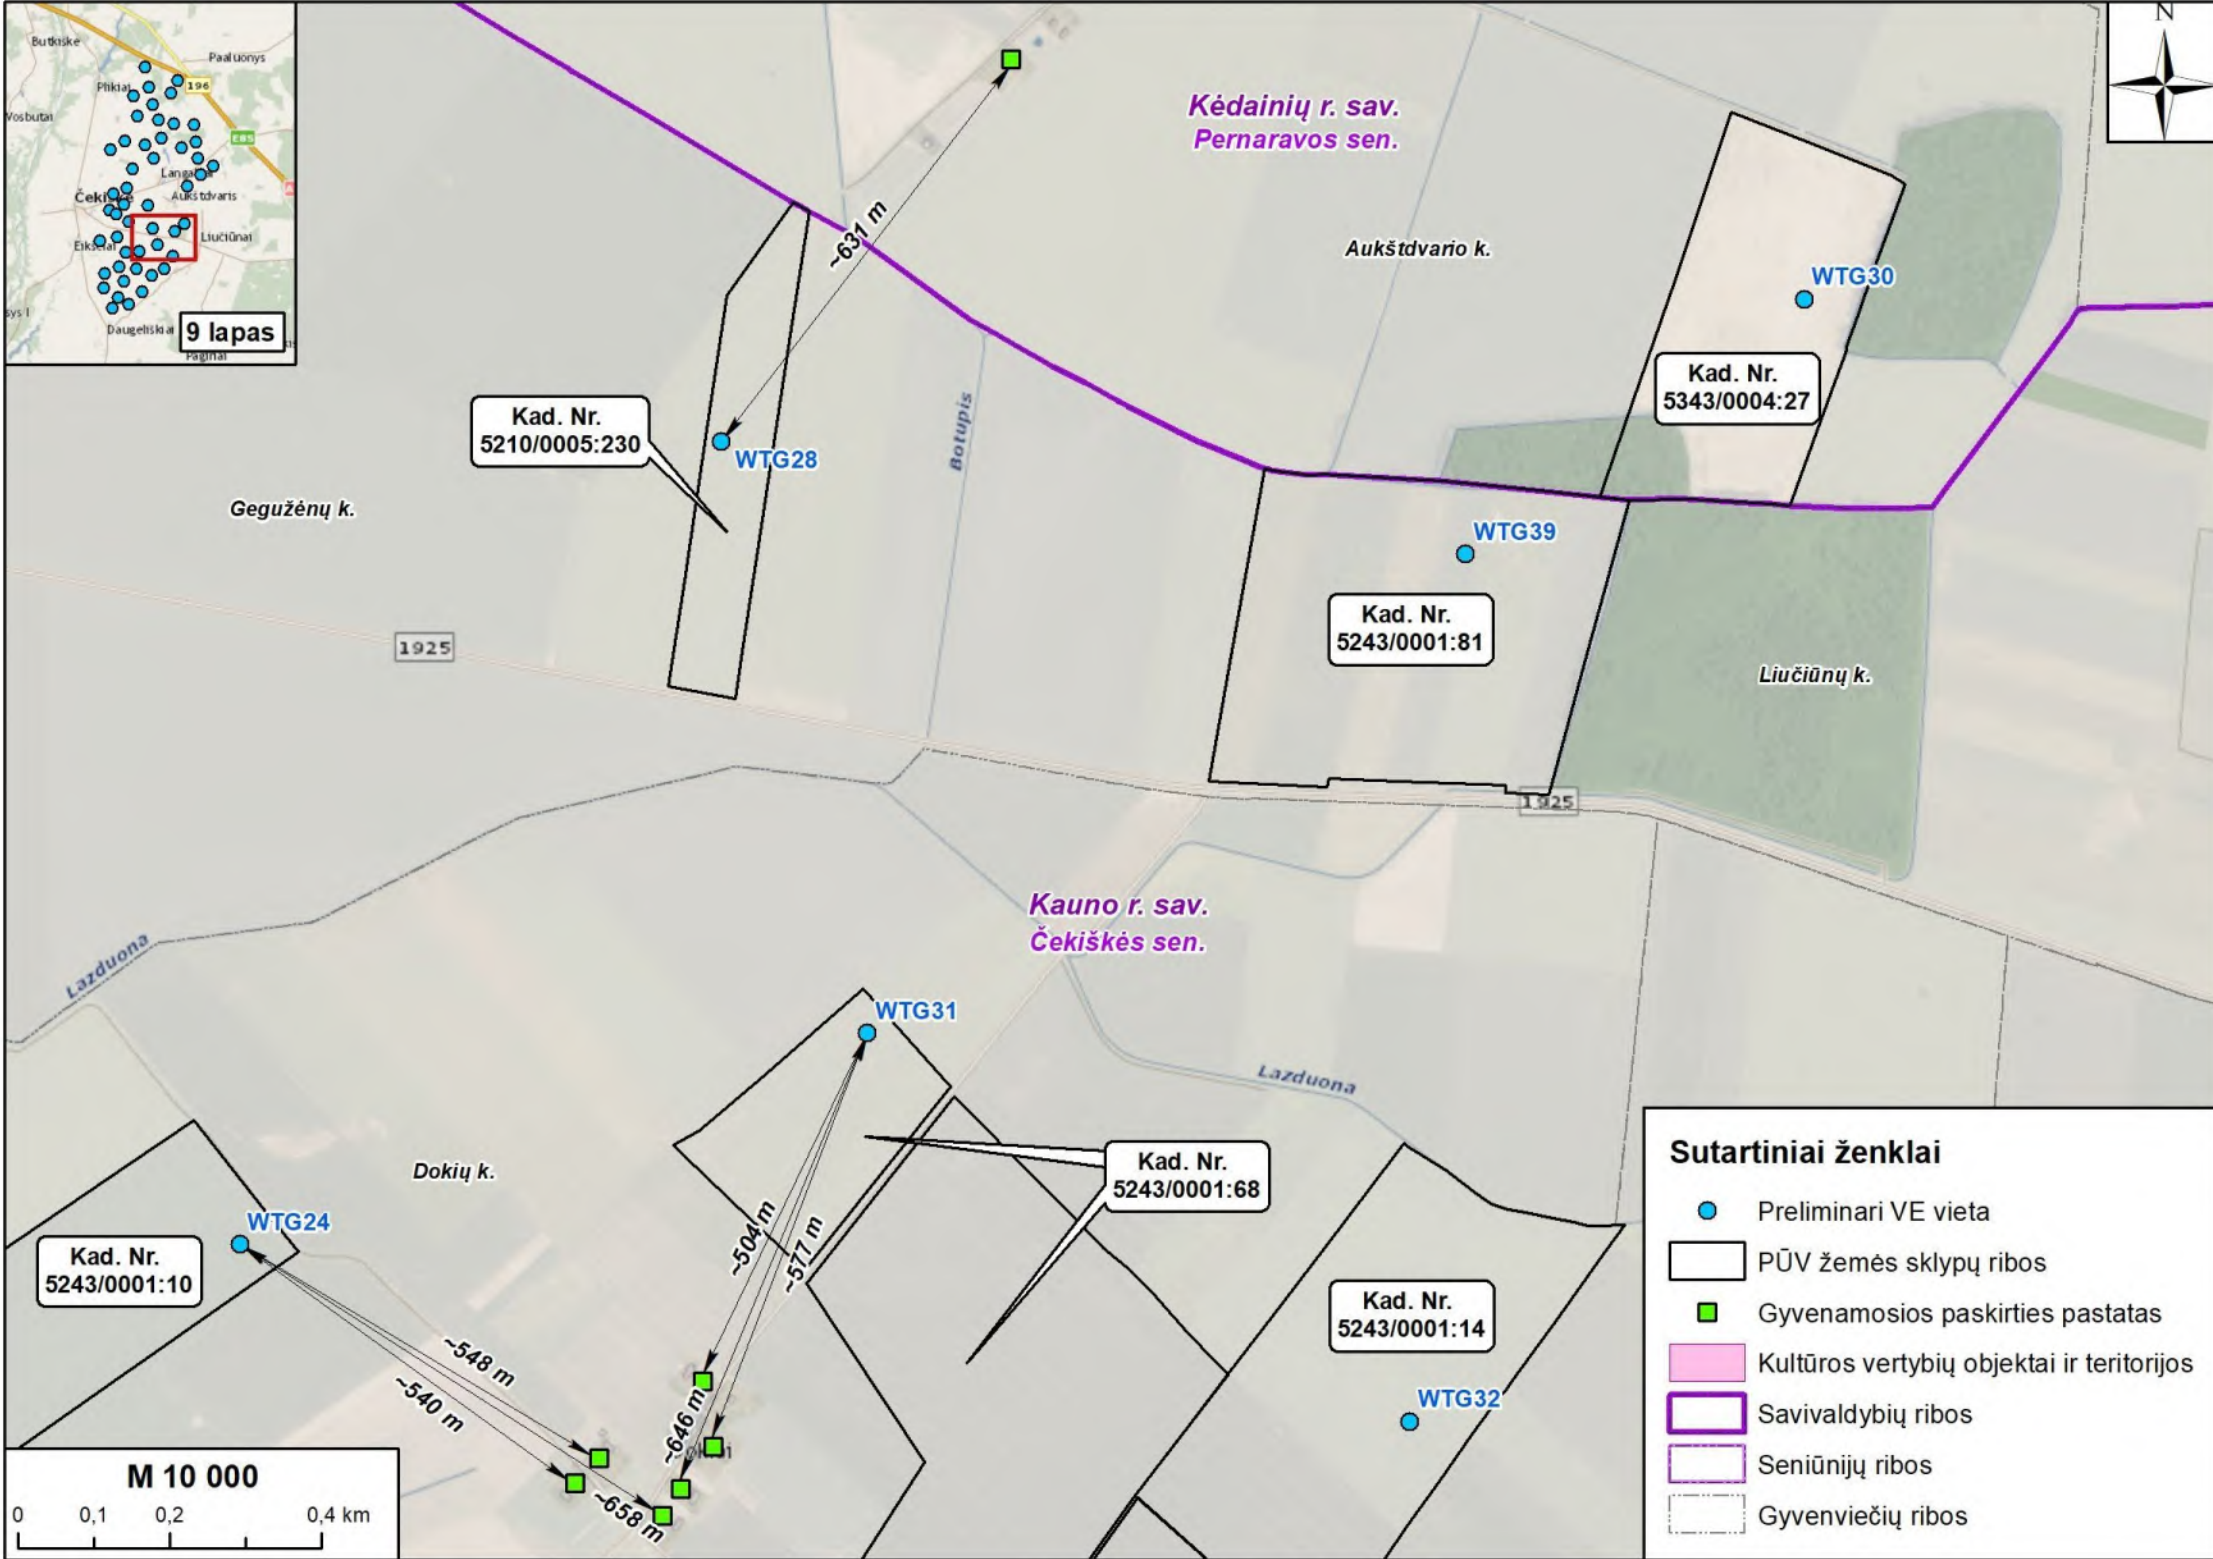 Butkiške
Paaluonys
Plikiai
196
Vosbutai
E85
Aukštdvaris
Liučiūnai
Daugeliškiai
9 lapas
N
Kėdainių r. sav.
Pernaravos sen.
Aukštdvario k.
~631 m
WTG30
Kad. Nr.
5343/0004:27
Kad. Nr.
5210/0005:230
WTG28
Botupis
Gegužėnų k.
WTG39
Kad. Nr.
5243/0001:81
1925
Liučiūnų k.
1925
Kauno r. sav.
Čekiškės sen.
Lazduona
WTG31
Lazduona
Dokių k.
Kad. Nr.
5243/0001:68
WTG24
Kad. Nr.
5243/0001:10
~504 m
~577 m
Kad. Nr.
5243/0001:14
WTG32
~548 m
~540 m
~646 m
~658 m
M 10 000
0 0,1 0,2 0,4 km
Sutartiniai ženklai
Preliminari VE vieta
PŪV žemės sklypų ribos
Gyvenamosios paskirties pastatas
Kultūros vertybių objektai ir teritorijos
Savivaldybių ribos
Seniūnijų ribos
Gyvenviečių ribos